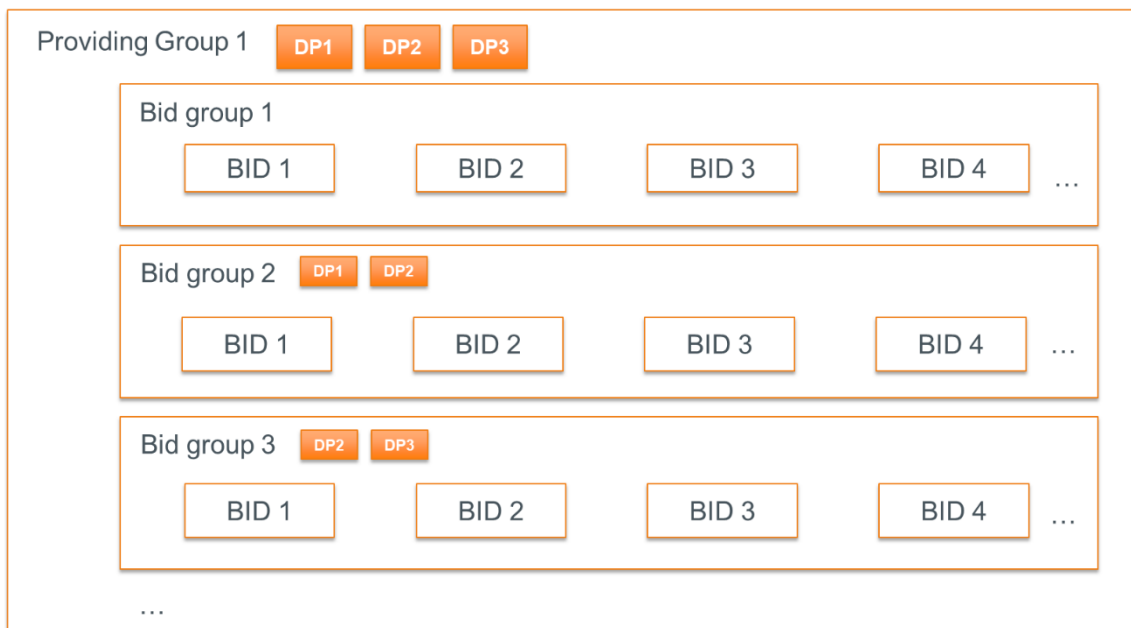 Providing Group 1 DP1 DP2 DP3
Bid group 1
BID 1 BID 2 BID 3 BID 4 ...
Bid group 2 DP1 DP2
BID 1 BID 2 BID 3 BID 4 ...
Bid group 3 DP2 DP3
BID 1 BID 2 BID 3 BID 4 ...
...